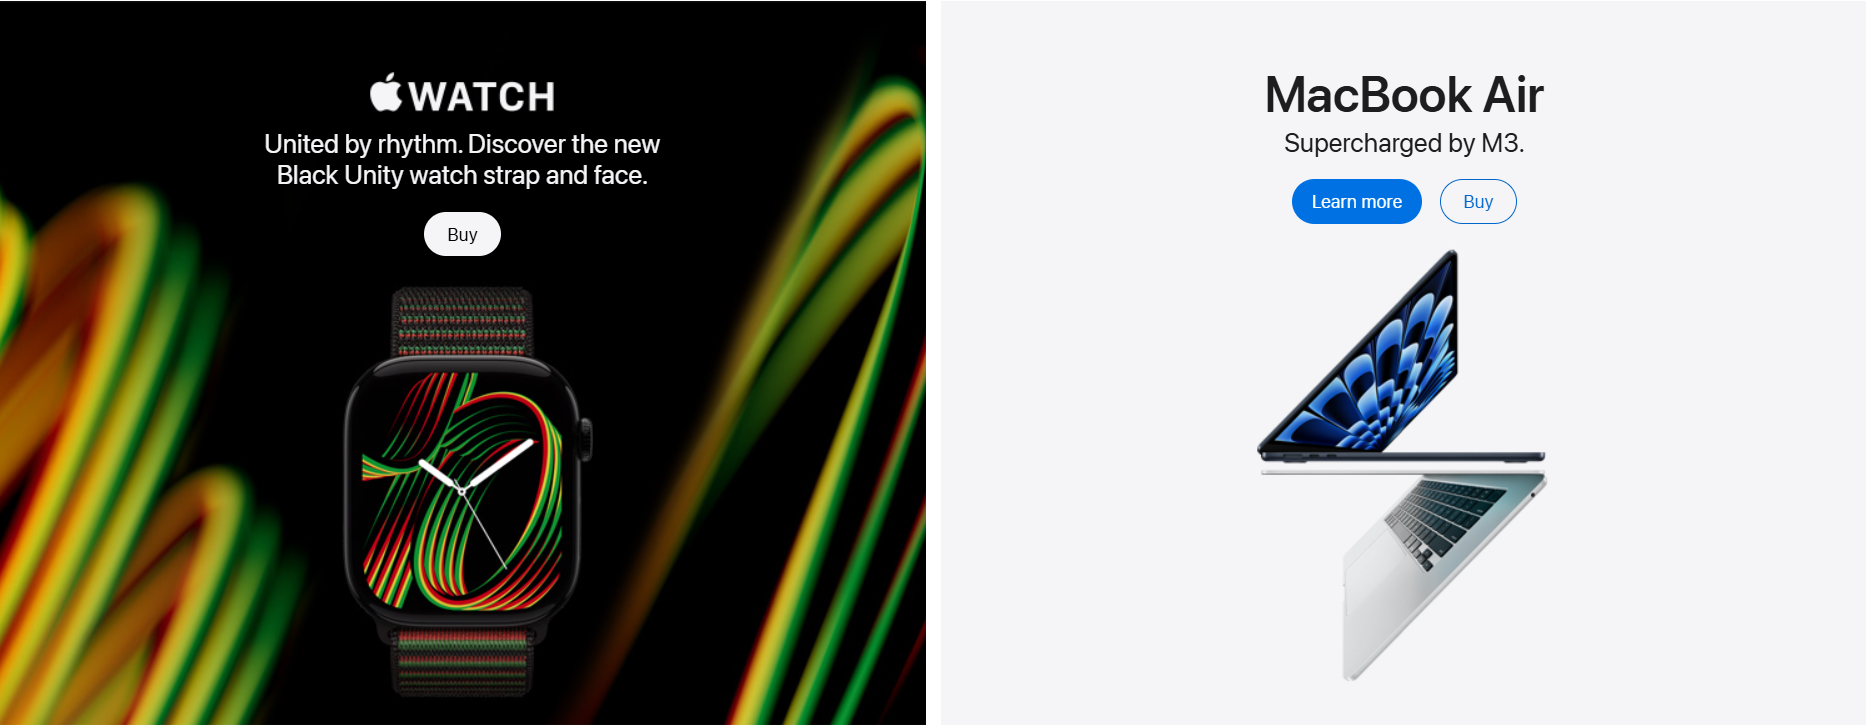 WATCH
United by rhythm. Discover the new
Black Unity watch strap and face.
Buy
MacBook Air
Supercharged by M3.
Learn more
Buy